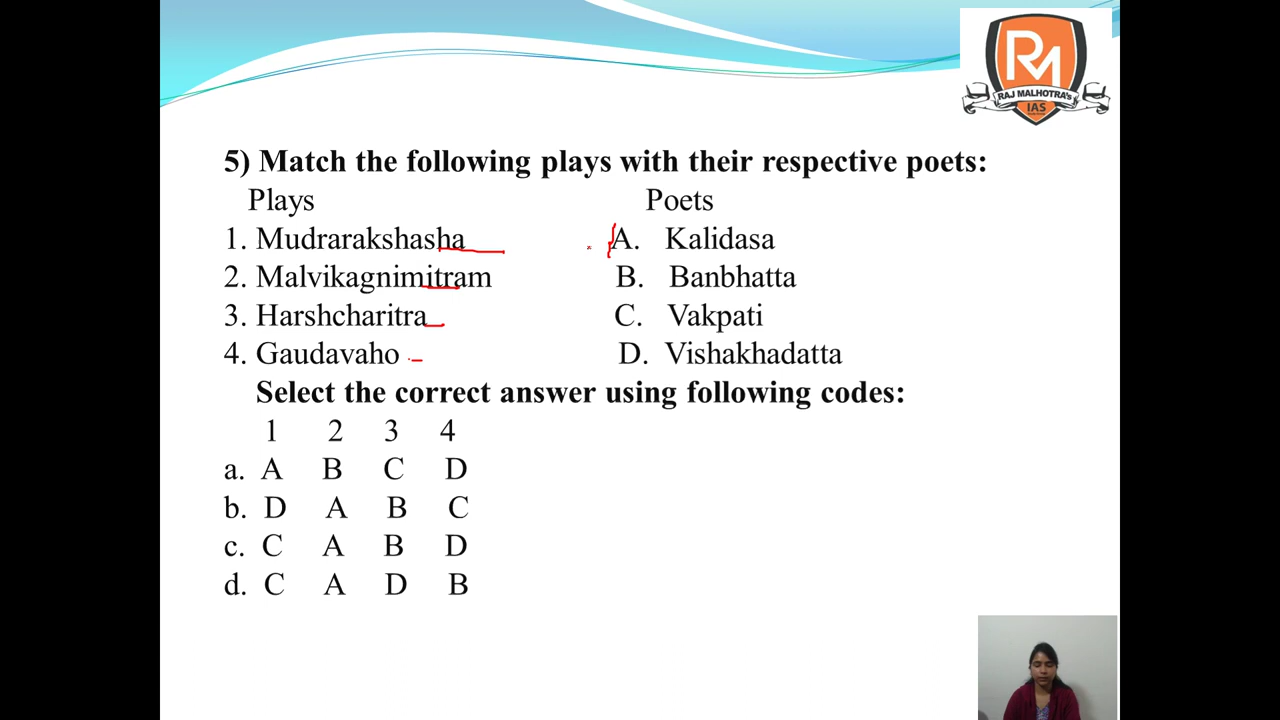 RM
RAJ MALHOTRA's
IAS
5) Match the following plays with their respective poets:
Plays Poets
1. Mudrarakshasha A. Kalidasa
2. Malvikagnimitram B. Banbhatta
3. Harshcharitra C. Vakpati
4. Gaudavaho D. Vishakhadatta
Select the correct answer using following codes:
1 2 3 4
a. A B C D
b. D A B C
c. C A B D
d. C A D B